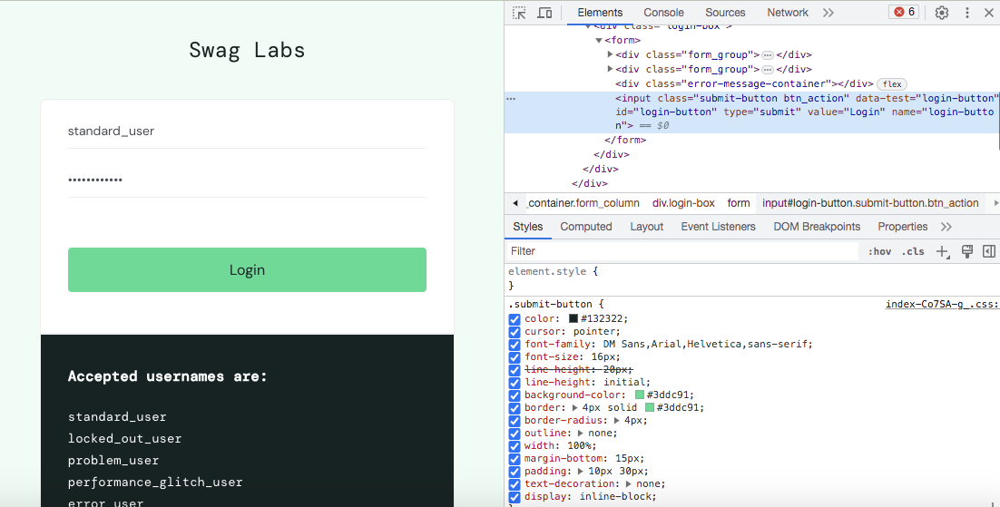 Swag Labs
standard_user
••••••••••••
Login
Accepted usernames are:
standard_user
locked_out_user
problem_user
performance_glitch_user
error_user
Elements Console Sources Network 6
<div class="login-box">
<form>
<div class="form_group"> ⋯ </div>
<div class="form_group"> ⋯ </div>
<div class="error-message-container"></div> flex
<input class="submit-button btn_action" data-test="login-button"
id="login-button" type="submit" value="Login" name="login-butto
n"> == $0
</form>
</div>
</div>
</div>
_container.form_column div.login-box form input#login-button.submit-button.btn_action
Styles Computed Layout Event Listeners DOM Breakpoints Properties
Filter :hov .cls
element.style {
}
.submit-button { index-Co7SA-g_.css:
color: #132322;
cursor: pointer;
font-family: DM Sans,Arial,Helvetica,sans-serif;
font-size: 16px;
line-height: 20px;
line-height: initial;
background-color: #3ddc91;
border: 4px solid #3ddc91;
border-radius: 4px;
outline: none;
width: 100%;
margin-bottom: 15px;
padding: 10px 30px;
text-decoration: none;
display: inline-block;